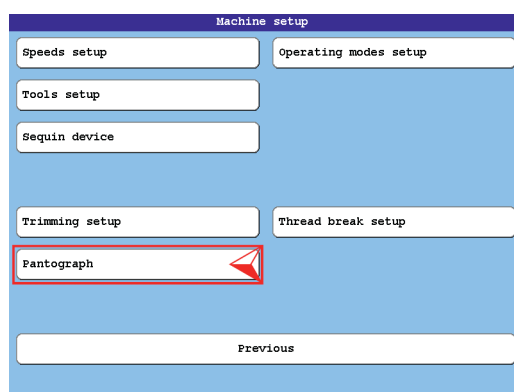 Machine setup
Speeds setup
Operating modes setup
Tools setup
Sequin device
Trimming setup
Thread break setup
Pantograph
Previous